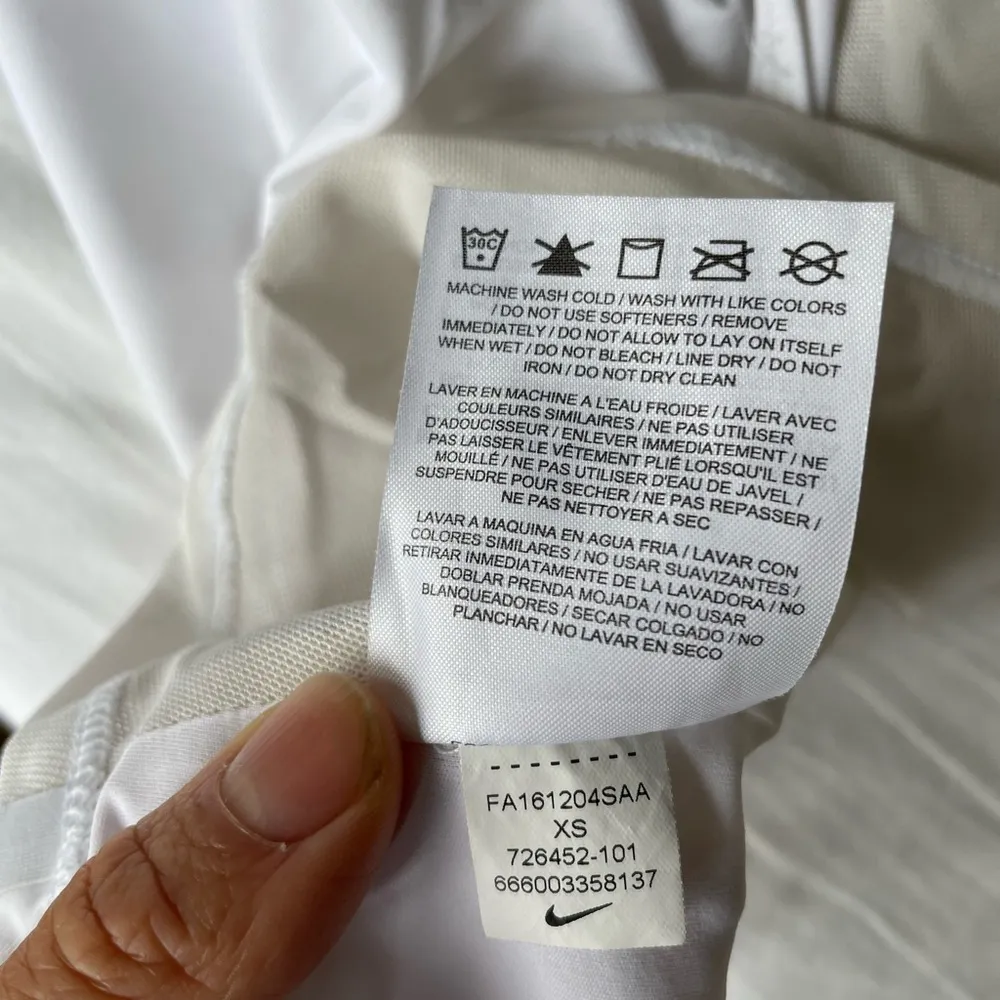 30C
MACHINE WASH COLD / WASH WITH LIKE COLORS
/ DO NOT USE SOFTENERS / REMOVE
IMMEDIATELY / DO NOT ALLOW TO LAY ON ITSELF
WHEN WET / DO NOT BLEACH / LINE DRY / DO NOT
IRON / DO NOT DRY CLEAN
LAVER EN MACHINE A L'EAU FROIDE / LAVER AVEC
COULEURS SIMILAIRES / NE PAS UTILISER
D'ADOUCISSEUR / ENLEVER IMMEDIATEMENT / NE
PAS LAISSER LE VÊTEMENT PLIÉ LORSQU'IL EST
MOUILLÉ / NE PAS UTILISER D'EAU DE JAVEL /
SUSPENDRE POUR SECHER / NE PAS REPASSER /
NE PAS NETTOYER A SEC
LAVAR A MAQUINA EN AGUA FRIA / LAVAR CON
COLORES SIMILARES / NO USAR SUAVIZANTES /
RETIRAR INMEDIATAMENTE DE LA LAVADORA / NO
DOBLAR PRENDA MOJADA / NO USAR
BLANQUEADORES / SECAR COLGADO / NO
PLANCHAR / NO LAVAR EN SECO
--------
FA161204SAA
XS
726452-101
666003358137